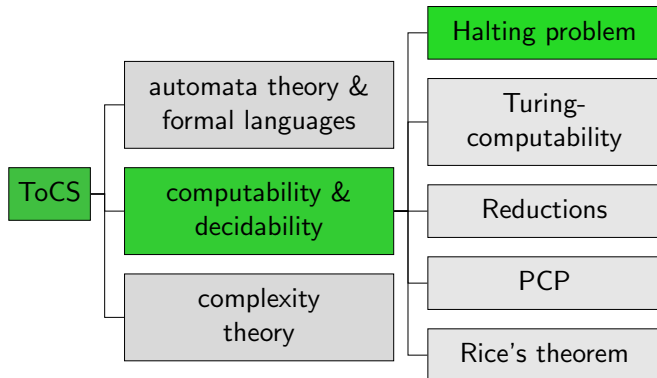 ToCS
automata theory &
formal languages
computability &
decidability
complexity
theory
Halting problem
Turing-
computability
Reductions
PCP
Rice's theorem